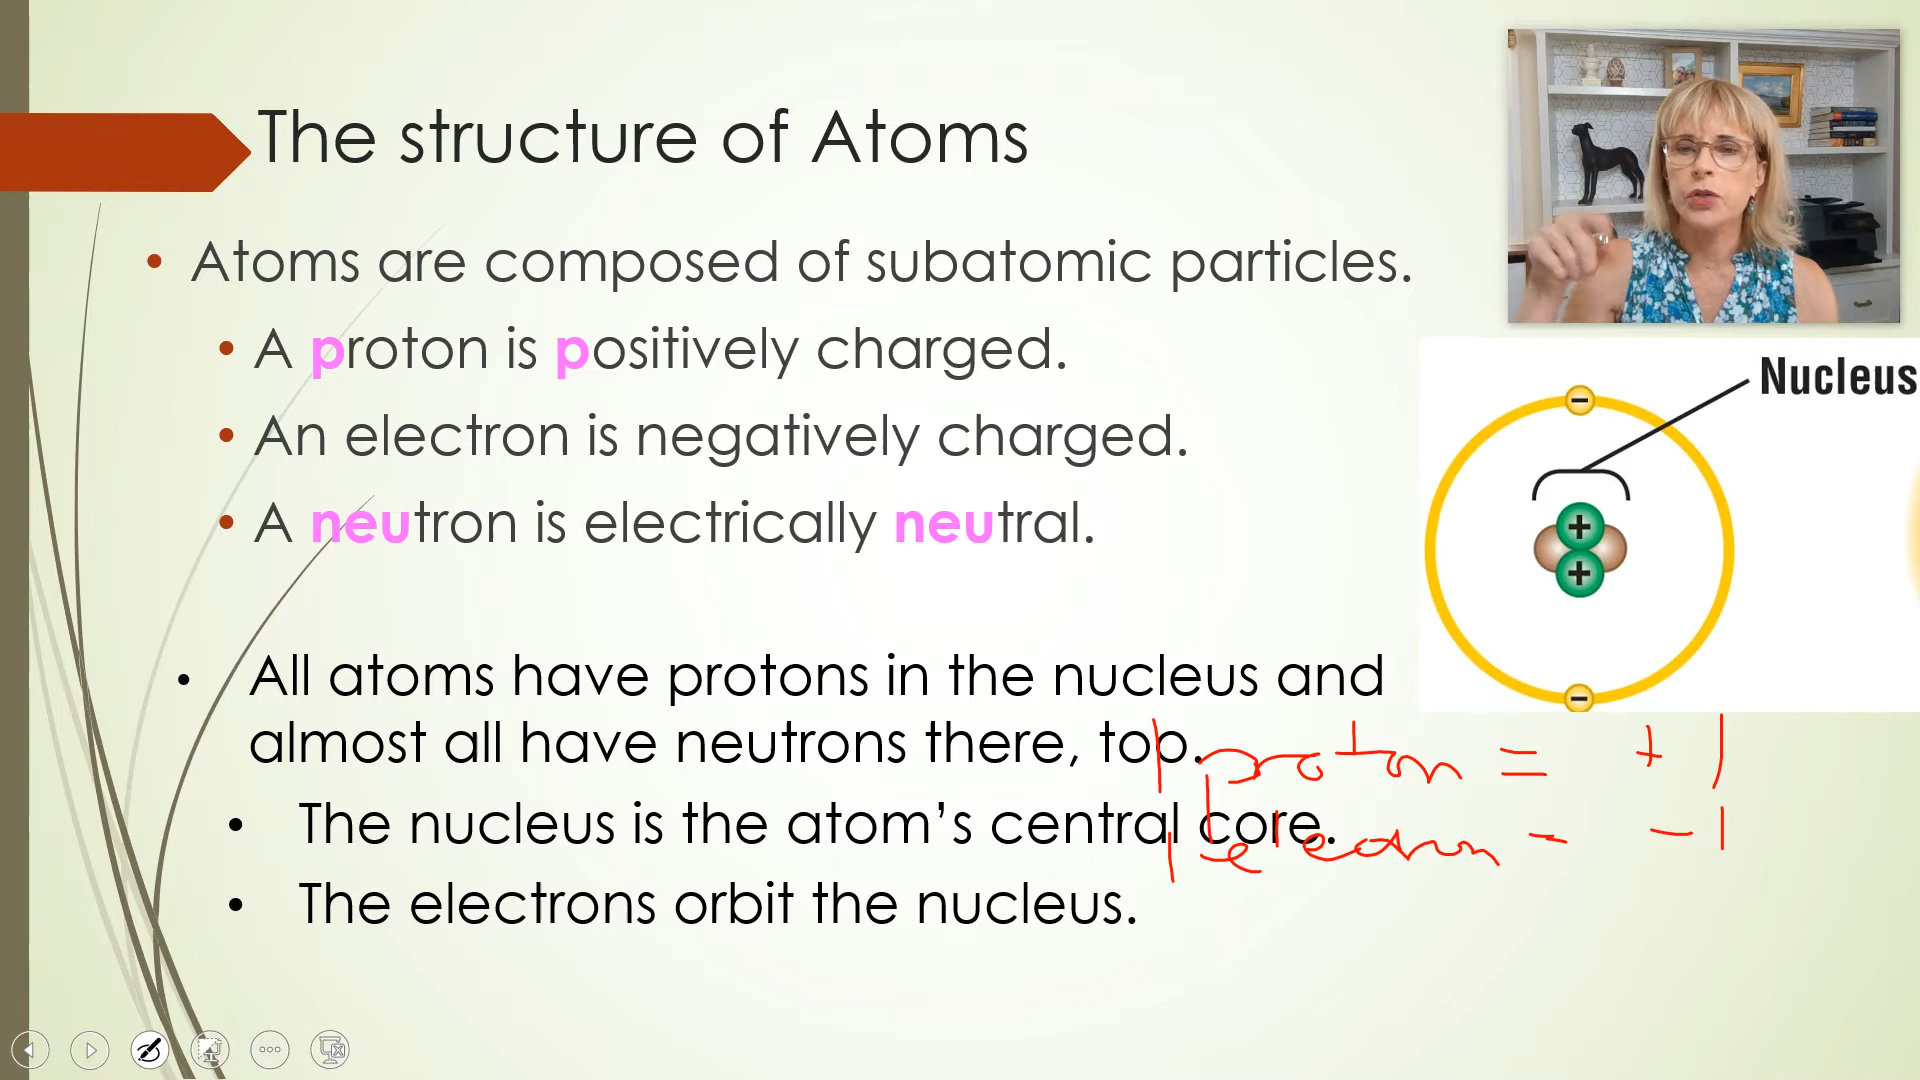 The structure of Atoms
• Atoms are composed of subatomic particles.
• A proton is positively charged.
• An electron is negatively charged.
• A neutron is electrically neutral.
Nucleus
−
+
+
−
• All atoms have protons in the nucleus and
almost all have neutrons there, too.
1 proton = +1
• The nucleus is the atom’s central core.
1 electron - -1
• The electrons orbit the nucleus.